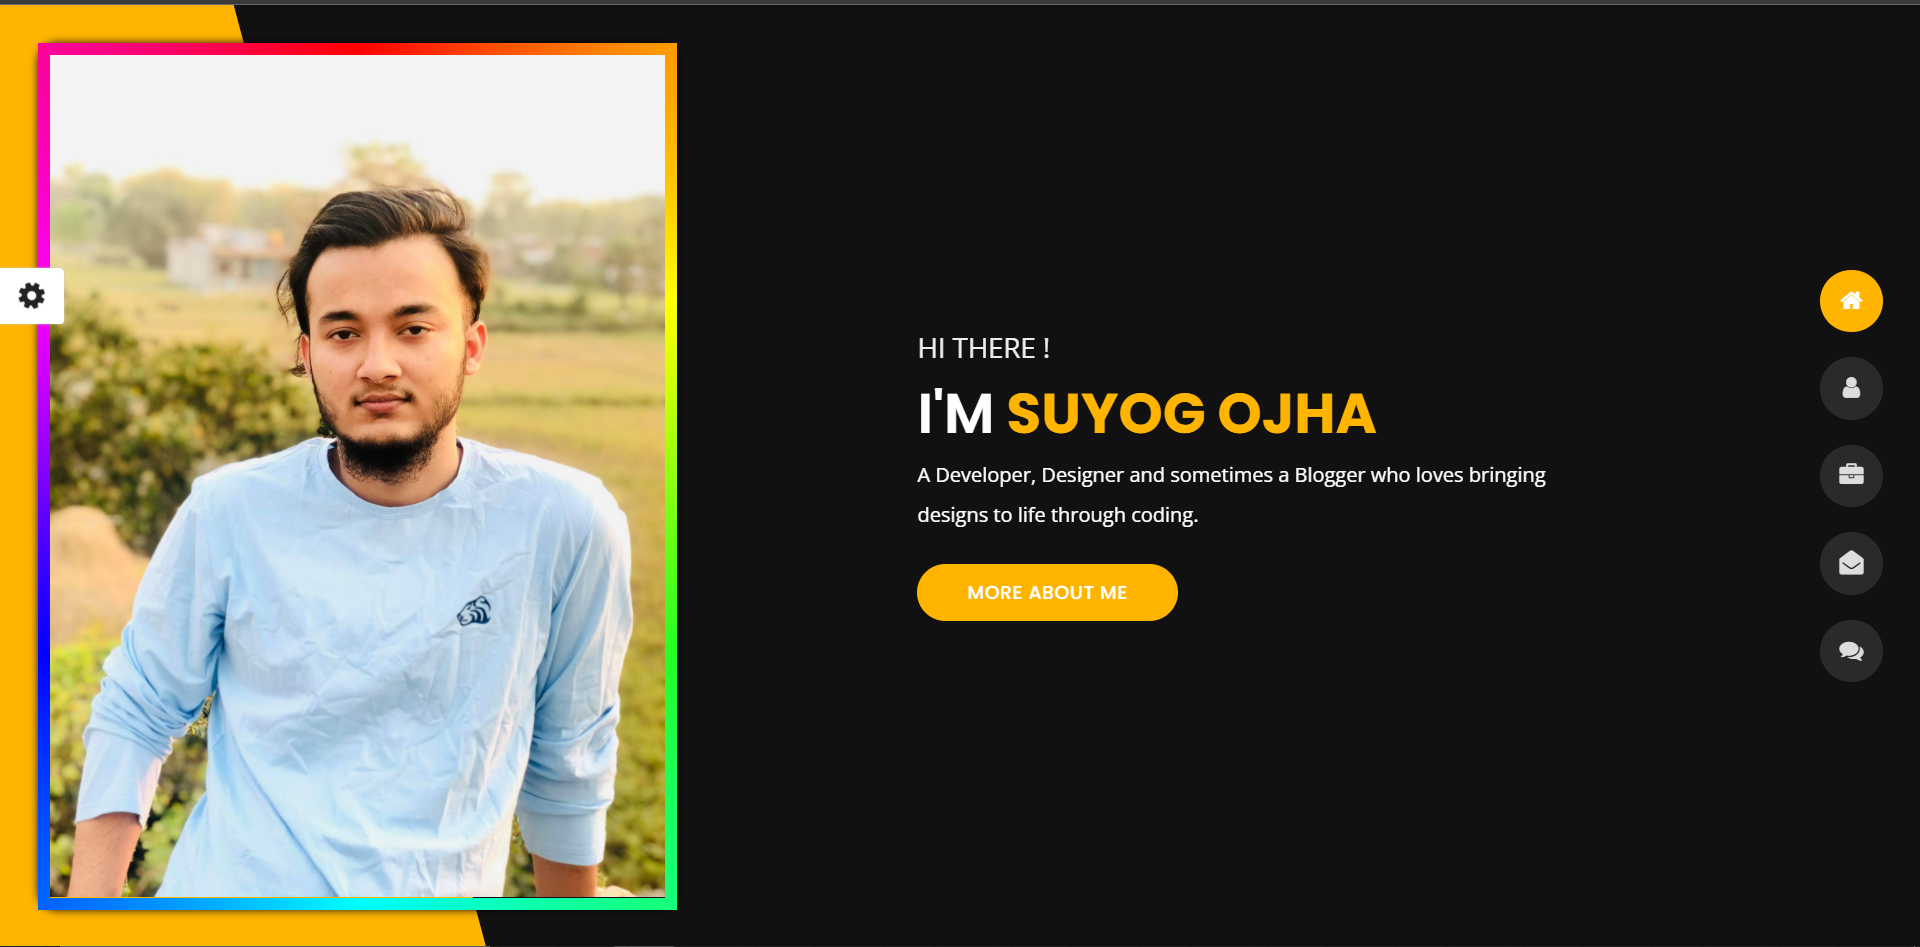 HI THERE !
I'M SUYOG OJHA
A Developer, Designer and sometimes a Blogger who loves bringing
designs to life through coding.
MORE ABOUT ME